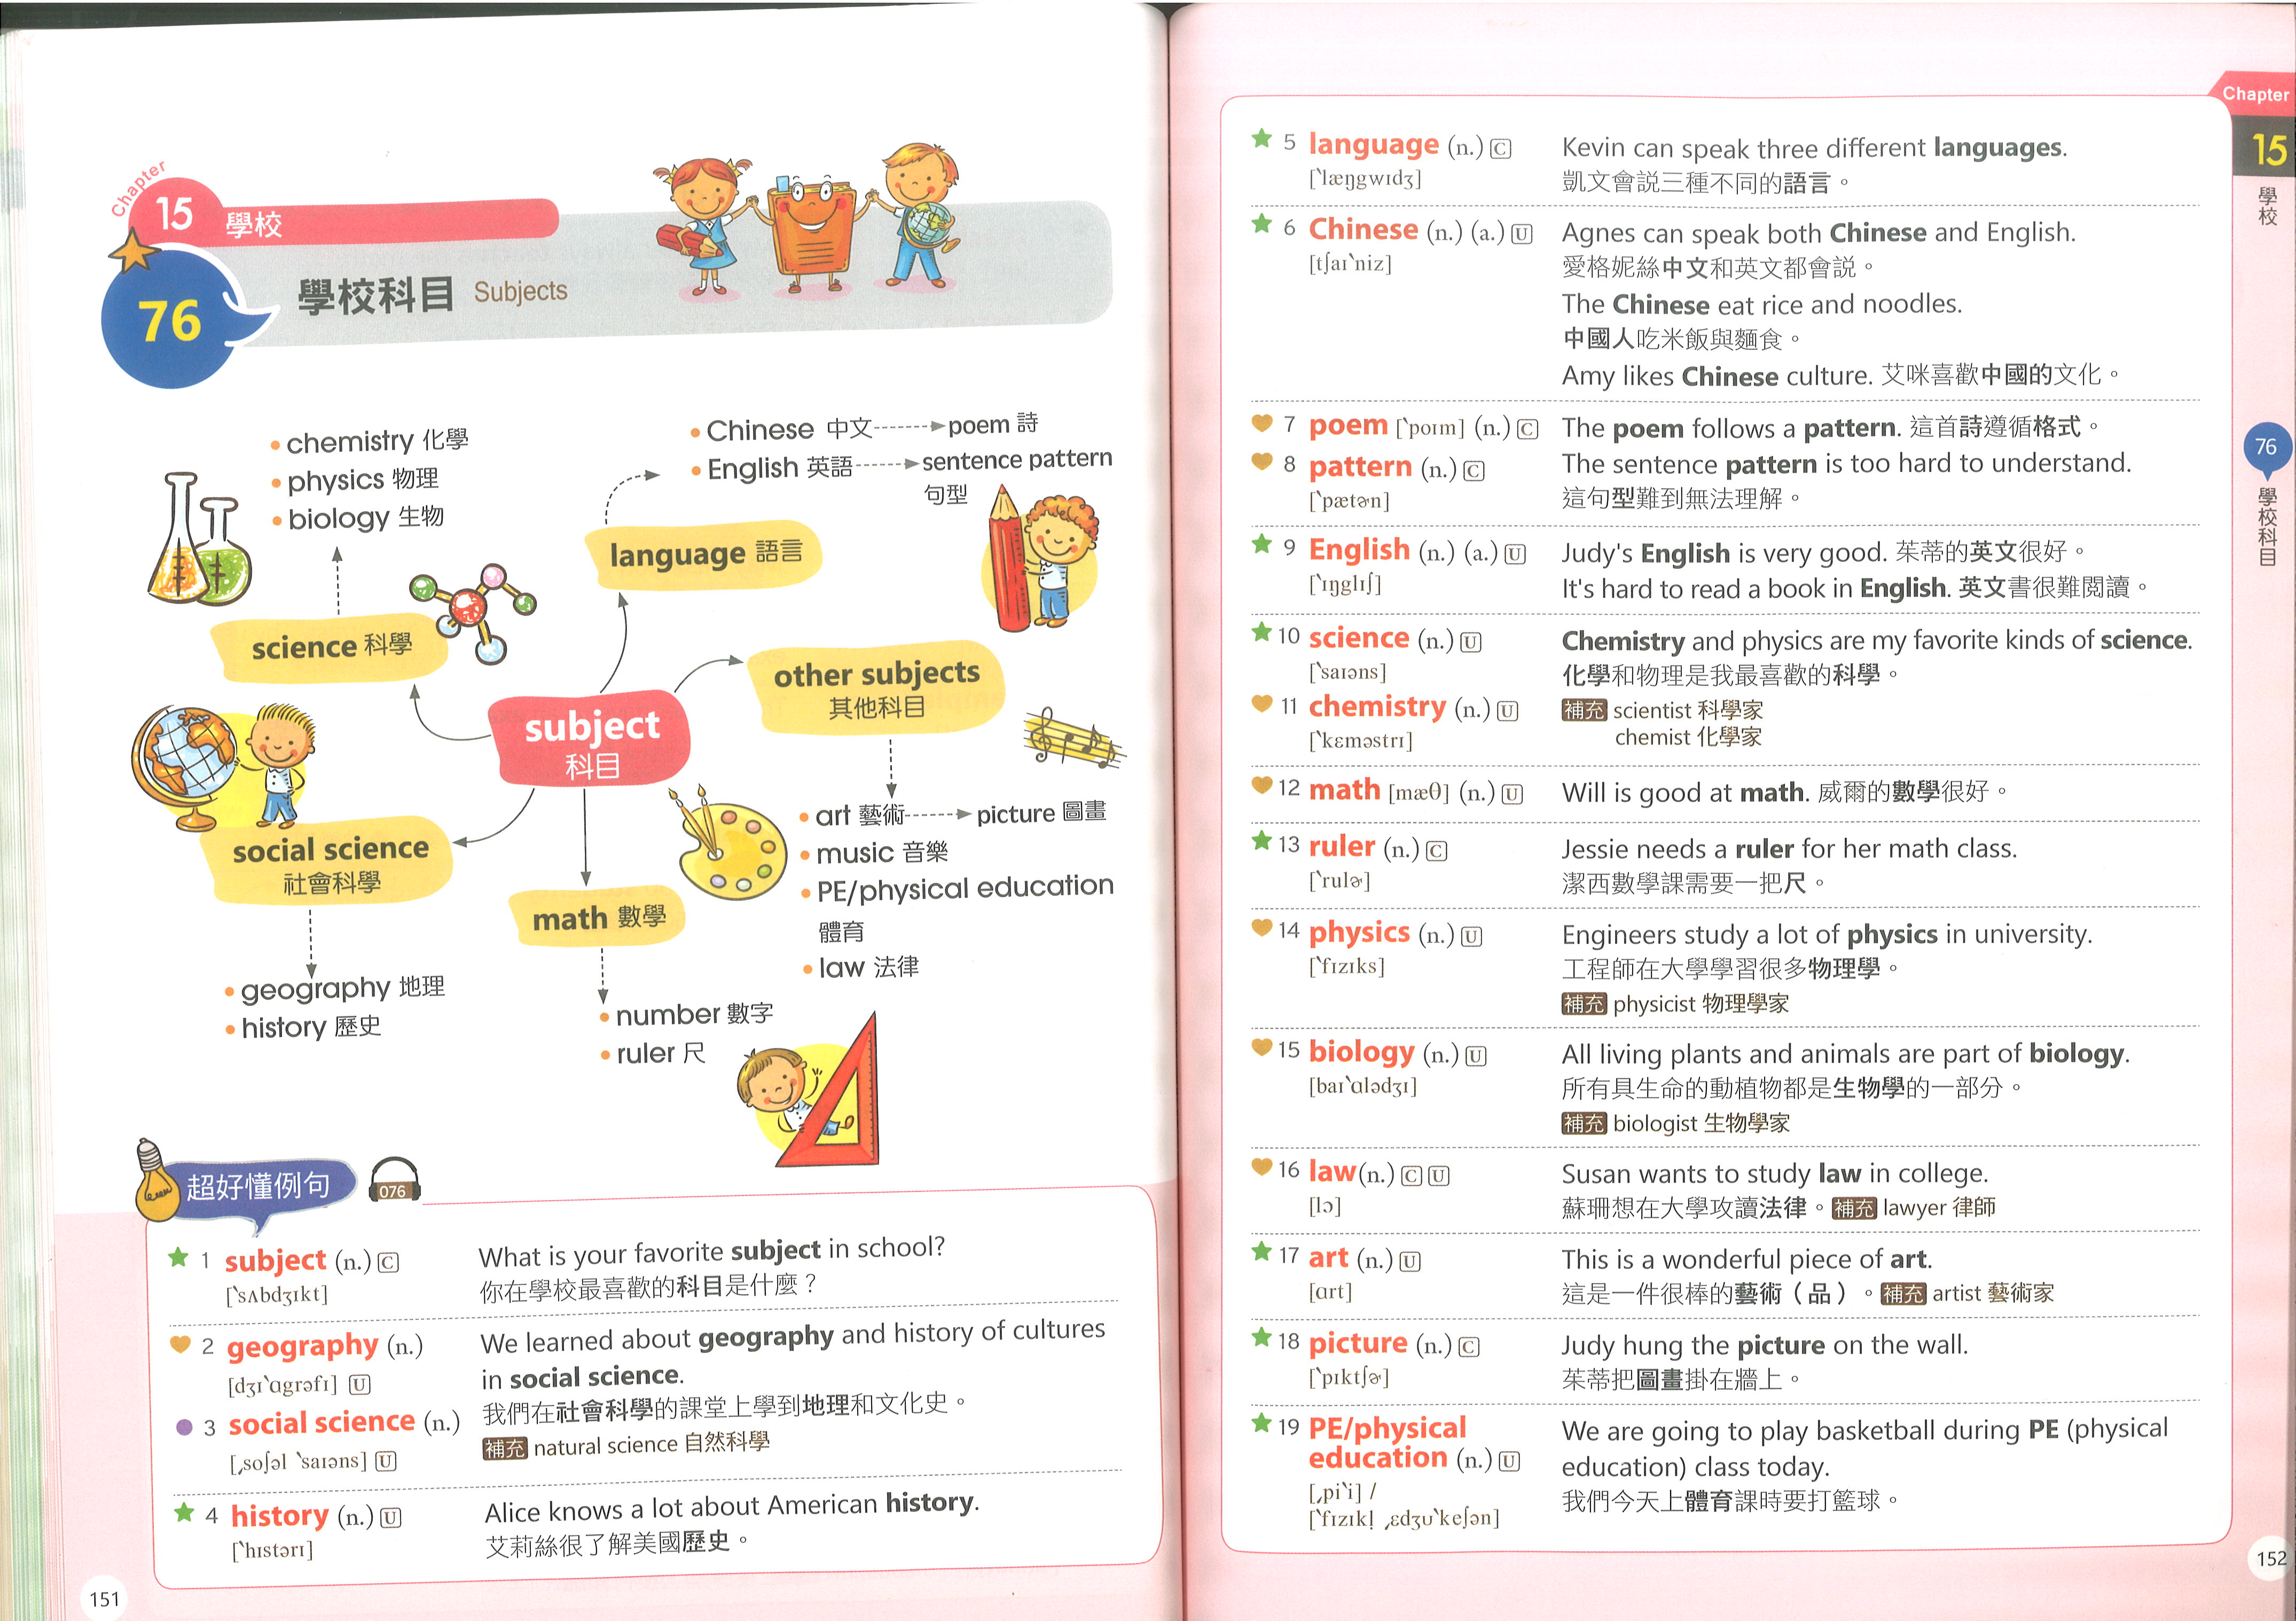 Chapter
15 學校
76 學校科目 Subjects
chemistry 化學
physics 物理
biology 生物
Chinese 中文 poem 詩
English 英語 sentence pattern
句型
language 語言
science 科學
other subjects
其他科目
subject
科目
art 藝術 picture 圖畫
music 音樂
PE/physical education
體育
law 法律
social science
社會科學
math 數學
geography 地理
history 歷史
number 數字
ruler 尺
超好懂例句 076
1 subject (n.) C What is your favorite subject in school?
[ˋsʌbdʒɪkt] 你在學校最喜歡的科目是什麼？
2 geography (n.) We learned about geography and history of cultures
[dʒɪˋɑgrəfɪ] U in social science.
3 social science (n.) 我們在社會科學的課堂上學到地理和文化史。
[ˏsoʃəl ˋsaɪəns] U 補充 natural science 自然科學
4 history (n.) U Alice knows a lot about American history.
[ˋhɪstərɪ] 艾莉絲很了解美國歷史。
151
5 language (n.) C Kevin can speak three different languages.
[ˋlæŋgwɪdʒ] 凱文會說三種不同的語言。
6 Chinese (n.) (a.) U Agnes can speak both Chinese and English.
[tʃaɪˋniz] 愛格妮絲中文和英文都會說。
The Chinese eat rice and noodles.
中國人吃米飯與麵食。
Amy likes Chinese culture. 艾咪喜歡中國的文化。
7 poem [ˋpoɪm] (n.) C The poem follows a pattern. 這首詩遵循格式。
8 pattern (n.) C The sentence pattern is too hard to understand.
[ˋpætɚn] 這句型難到無法理解。
9 English (n.) (a.) U Judy's English is very good. 茱蒂的英文很好。
[ˋɪŋglɪʃ] It's hard to read a book in English. 英文書很難閱讀。
10 science (n.) U Chemistry and physics are my favorite kinds of science.
[ˋsaɪəns] 化學和物理是我最喜歡的科學。
11 chemistry (n.) U 補充 scientist 科學家
[ˋkɛməstrɪ] chemist 化學家
12 math [mæθ] (n.) U Will is good at math. 威爾的數學很好。
13 ruler (n.) C Jessie needs a ruler for her math class.
[ˋrulɚ] 潔西數學課需要一把尺。
14 physics (n.) U Engineers study a lot of physics in university.
[ˋfɪzɪks] 工程師在大學學習很多物理學。
補充 physicist 物理學家
15 biology (n.) U All living plants and animals are part of biology.
[baɪˋɑlədʒɪ] 所有具生命的動植物都是生物學的一部分。
補充 biologist 生物學家
16 law(n.) C U Susan wants to study law in college.
[lɔ] 蘇珊想在大學攻讀法律。補充 lawyer 律師
17 art (n.) U This is a wonderful piece of art.
[ɑrt] 這是一件很棒的藝術（品）。補充 artist 藝術家
18 picture (n.) C Judy hung the picture on the wall.
[ˋpɪktʃɚ] 茱蒂把圖畫掛在牆上。
19 PE/physical We are going to play basketball during PE (physical
education (n.) U education) class today.
[ˏpiˋi] / 我們今天上體育課時要打籃球。
[ˋfɪzɪkl̩ ˏɛdʒʊˋkeʃən]
Chapter
15
學校
76
學校科目
152